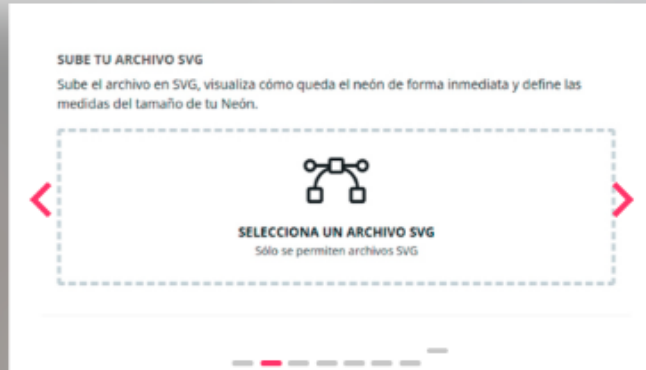 SUBE TU ARCHIVO SVG
Sube el archivo en SVG, visualiza cómo queda el neón de forma inmediata y define las
medidas del tamaño de tu Neón.
SELECCIONA UN ARCHIVO SVG
Sólo se permiten archivos SVG